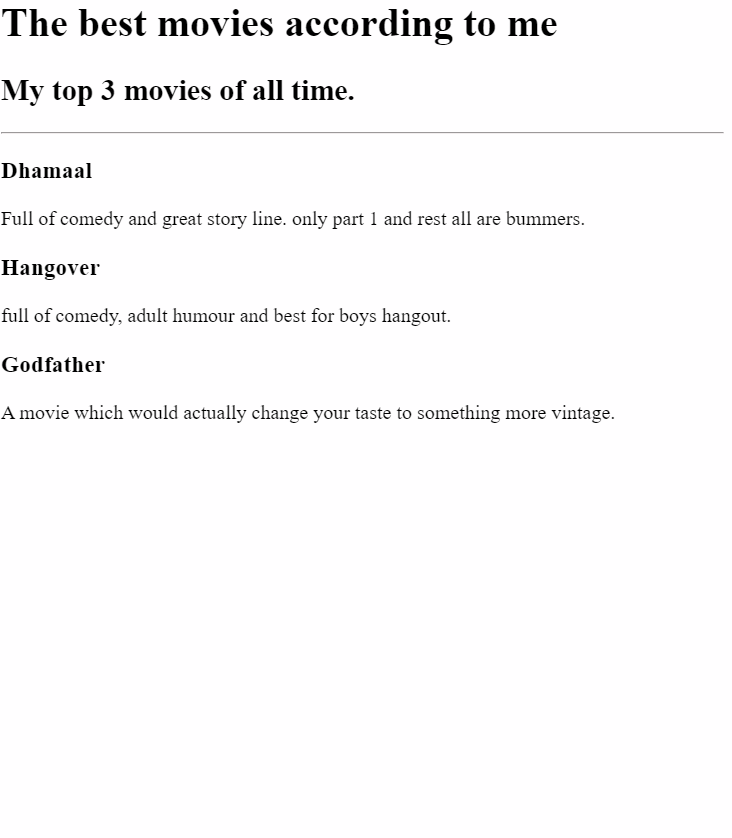 The best movies according to me
My top 3 movies of all time.
Dhamaal
Full of comedy and great story line. only part 1 and rest all are bummers.
Hangover
full of comedy, adult humour and best for boys hangout.
Godfather
A movie which would actually change your taste to something more vintage.